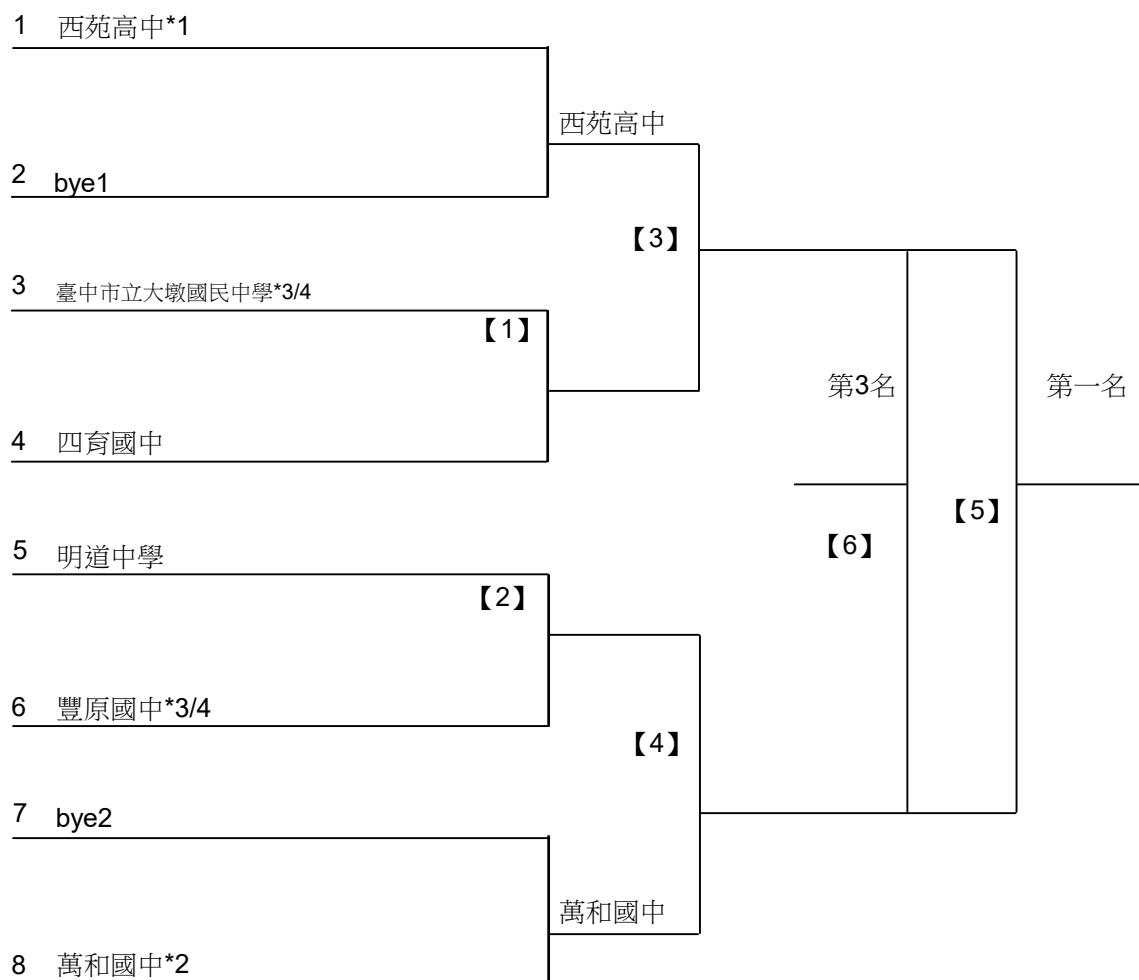 1 西苑高中*1
西苑高中
2 bye1
【3】
3 臺中市立大墩國民中學*3/4
【1】
第3名
第一名
4 四育國中
【5】
【6】
5 明道中學
【2】
6 豐原國中*3/4
【4】
7 bye2
萬和國中
8 萬和國中*2